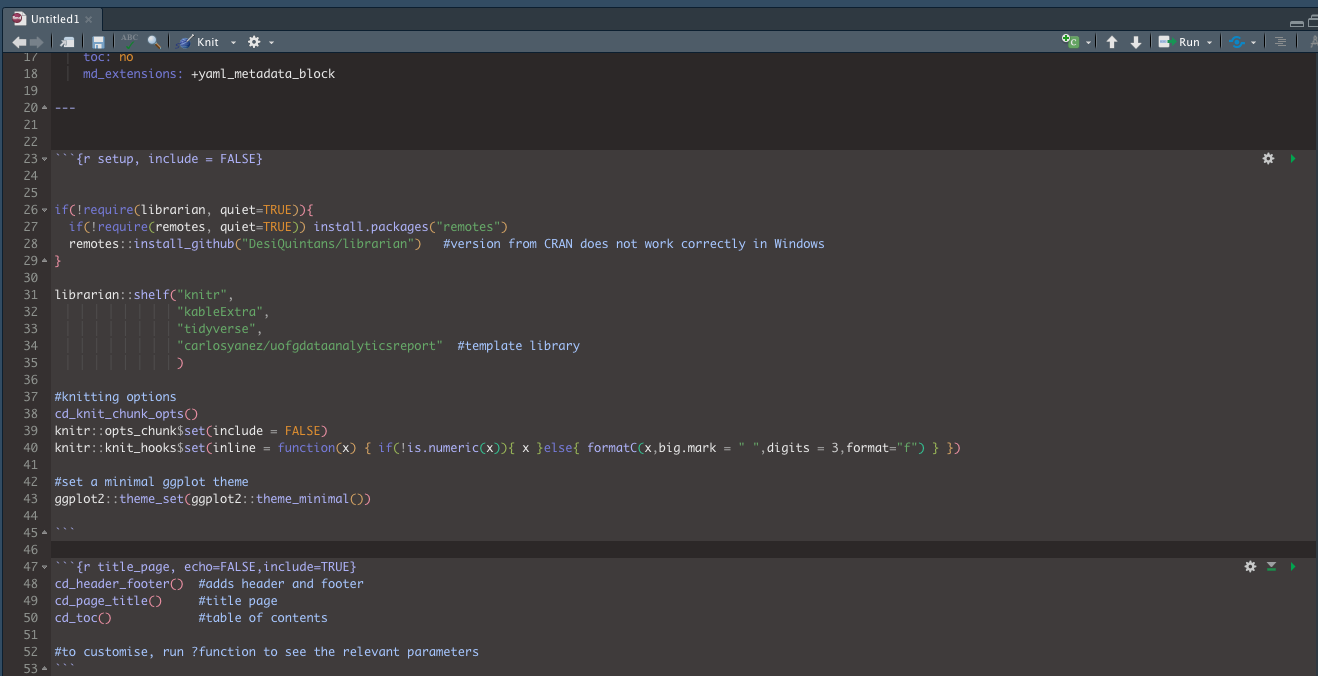 Untitled1
ABC Knit Run
17 toc: no
18 md_extensions: +yaml_metadata_block
19
20 ---
21
22
23 ```{r setup, include = FALSE}
24
25
26 if(!require(librarian, quiet=TRUE)){
27 if(!require(remotes, quiet=TRUE)) install.packages("remotes")
28 remotes::install_github("DesiQuintans/librarian") #version from CRAN does not work correctly in Windows
29 }
30
31 librarian::shelf("knitr",
32 "kableExtra",
33 "tidyverse",
34 "carlosyanez/uofgdataanalyticsreport" #template library
35 )
36
37 #knitting options
38 cd_knit_chunk_opts()
39 knitr::opts_chunk$set(include = FALSE)
40 knitr::knit_hooks$set(inline = function(x) { if(!is.numeric(x)){ x }else{ formatC(x,big.mark = " ",digits = 3,format="f") } })
41
42 #set a minimal ggplot theme
43 ggplot2::theme_set(ggplot2::theme_minimal())
44
45 ```
46
47 ```{r title_page, echo=FALSE,include=TRUE}
48 cd_header_footer() #adds header and footer
49 cd_page_title() #title page
50 cd_toc() #table of contents
51
52 #to customise, run ?function to see the relevant parameters
53 ```